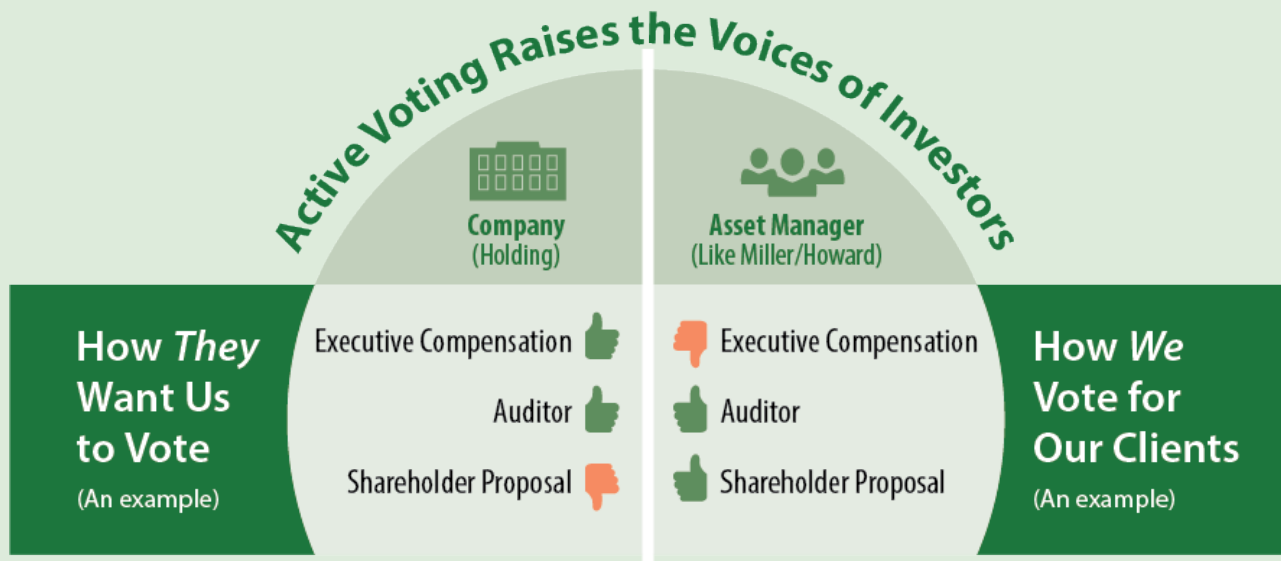 Active Voting Raises the Voices of Investors
Company
(Holding)
Asset Manager
(Like Miller/Howard)
How They
Want Us
to Vote
(An example)
Executive Compensation
Auditor
Shareholder Proposal
Executive Compensation
Auditor
Shareholder Proposal
How We
Vote for
Our Clients
(An example)